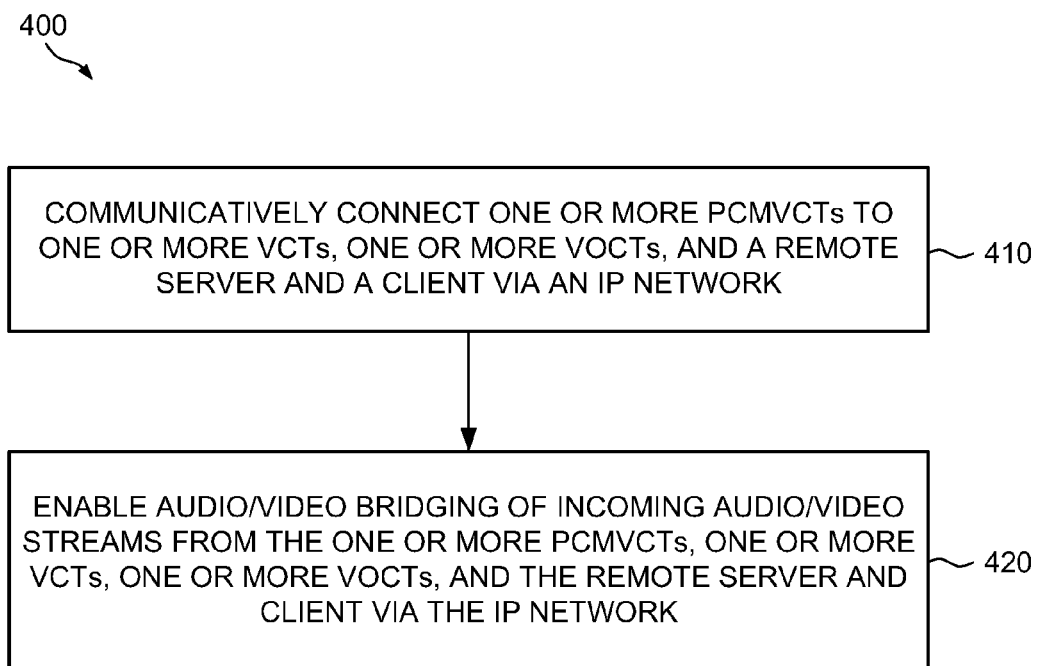 400
COMMUNICATIVELY CONNECT ONE OR MORE PCMVCTs TO
ONE OR MORE VCTs, ONE OR MORE VOCTs, AND A REMOTE
SERVER AND A CLIENT VIA AN IP NETWORK
410
ENABLE AUDIO/VIDEO BRIDGING OF INCOMING AUDIO/VIDEO
STREAMS FROM THE ONE OR MORE PCMVCTs, ONE OR MORE
VCTs, ONE OR MORE VOCTs, AND THE REMOTE SERVER AND
CLIENT VIA THE IP NETWORK
420